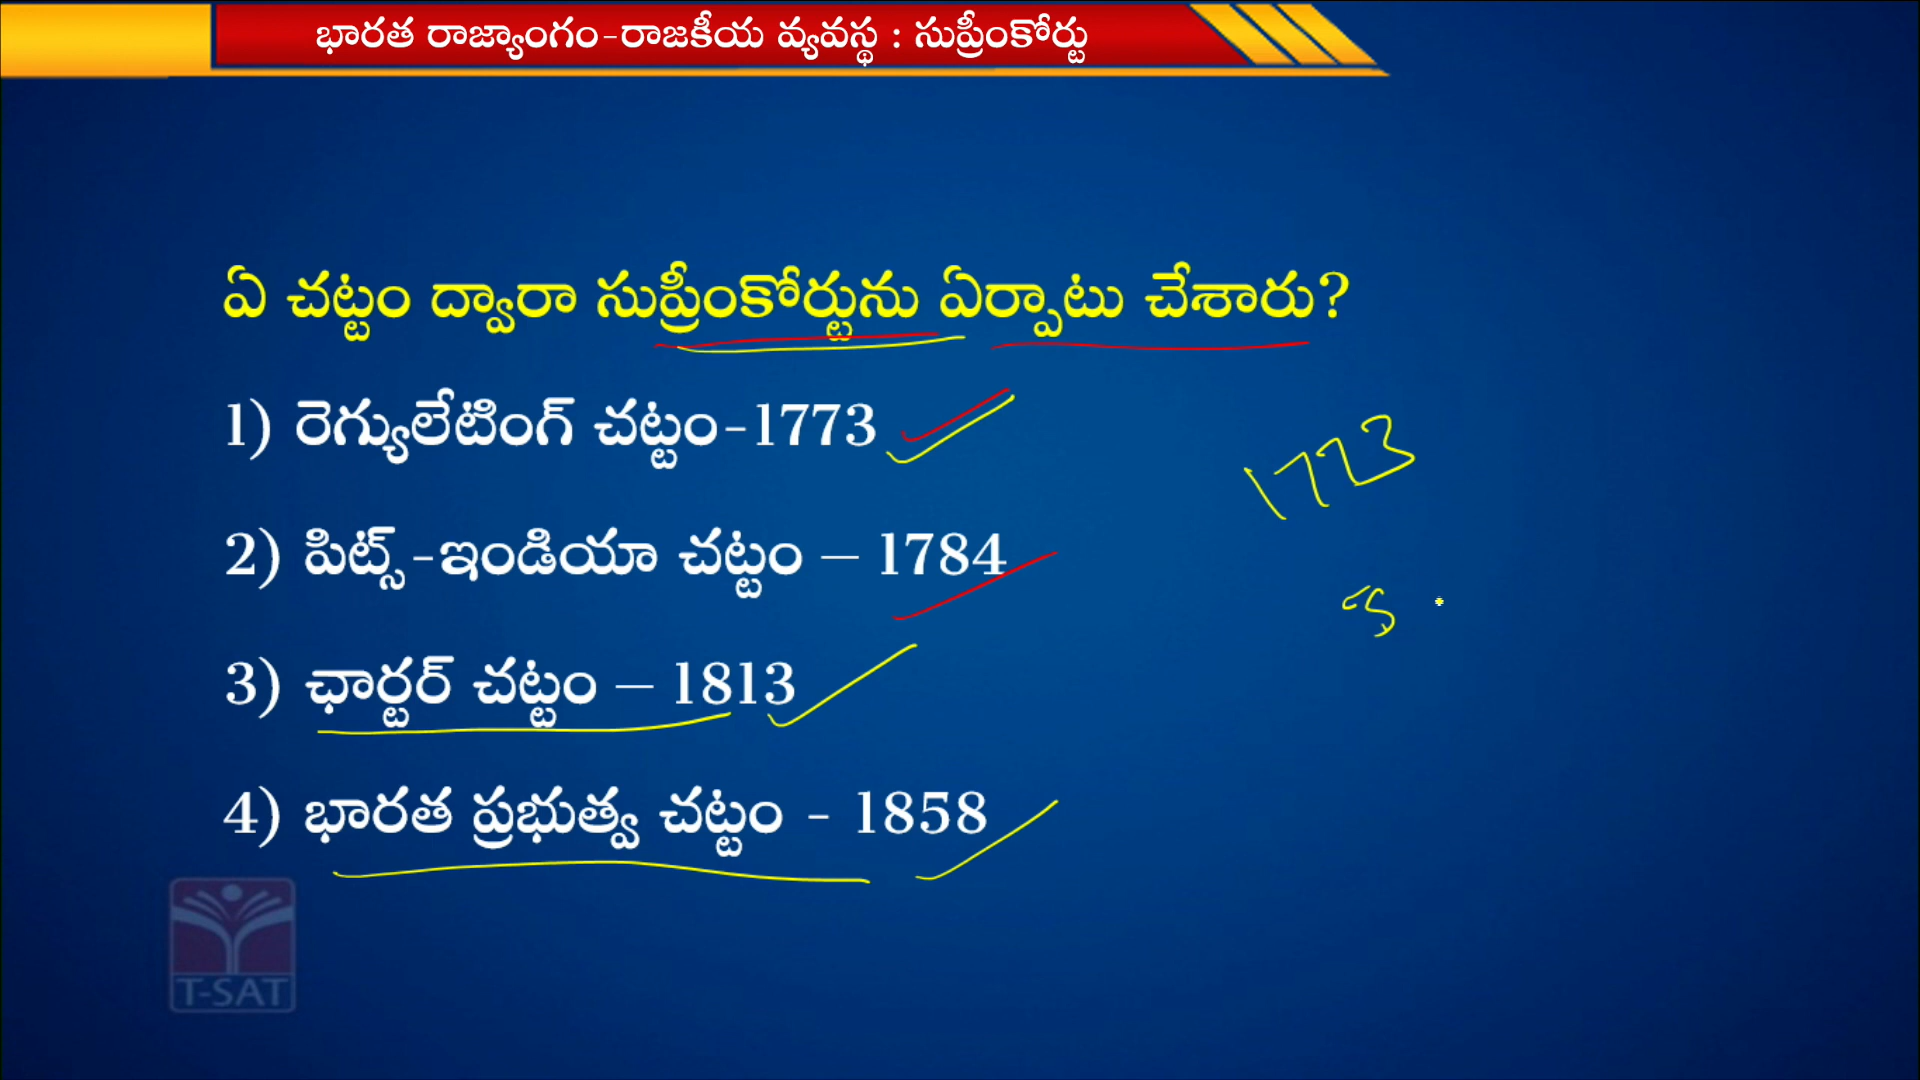 భారత రాజ్యాంగం-రాజకీయ వ్యవస్థ : సుప్రీంకోర్టు
ఏ చట్టం ద్వారా సుప్రీంకోర్టును ఏర్పాటు చేశారు?
1) రెగ్యులేటింగ్ చట్టం-1773
1773
2) పిట్స్-ఇండియా చట్టం – 1784
3) ఛార్టర్ చట్టం – 1813
4) భారత ప్రభుత్వ చట్టం - 1858
T-SAT